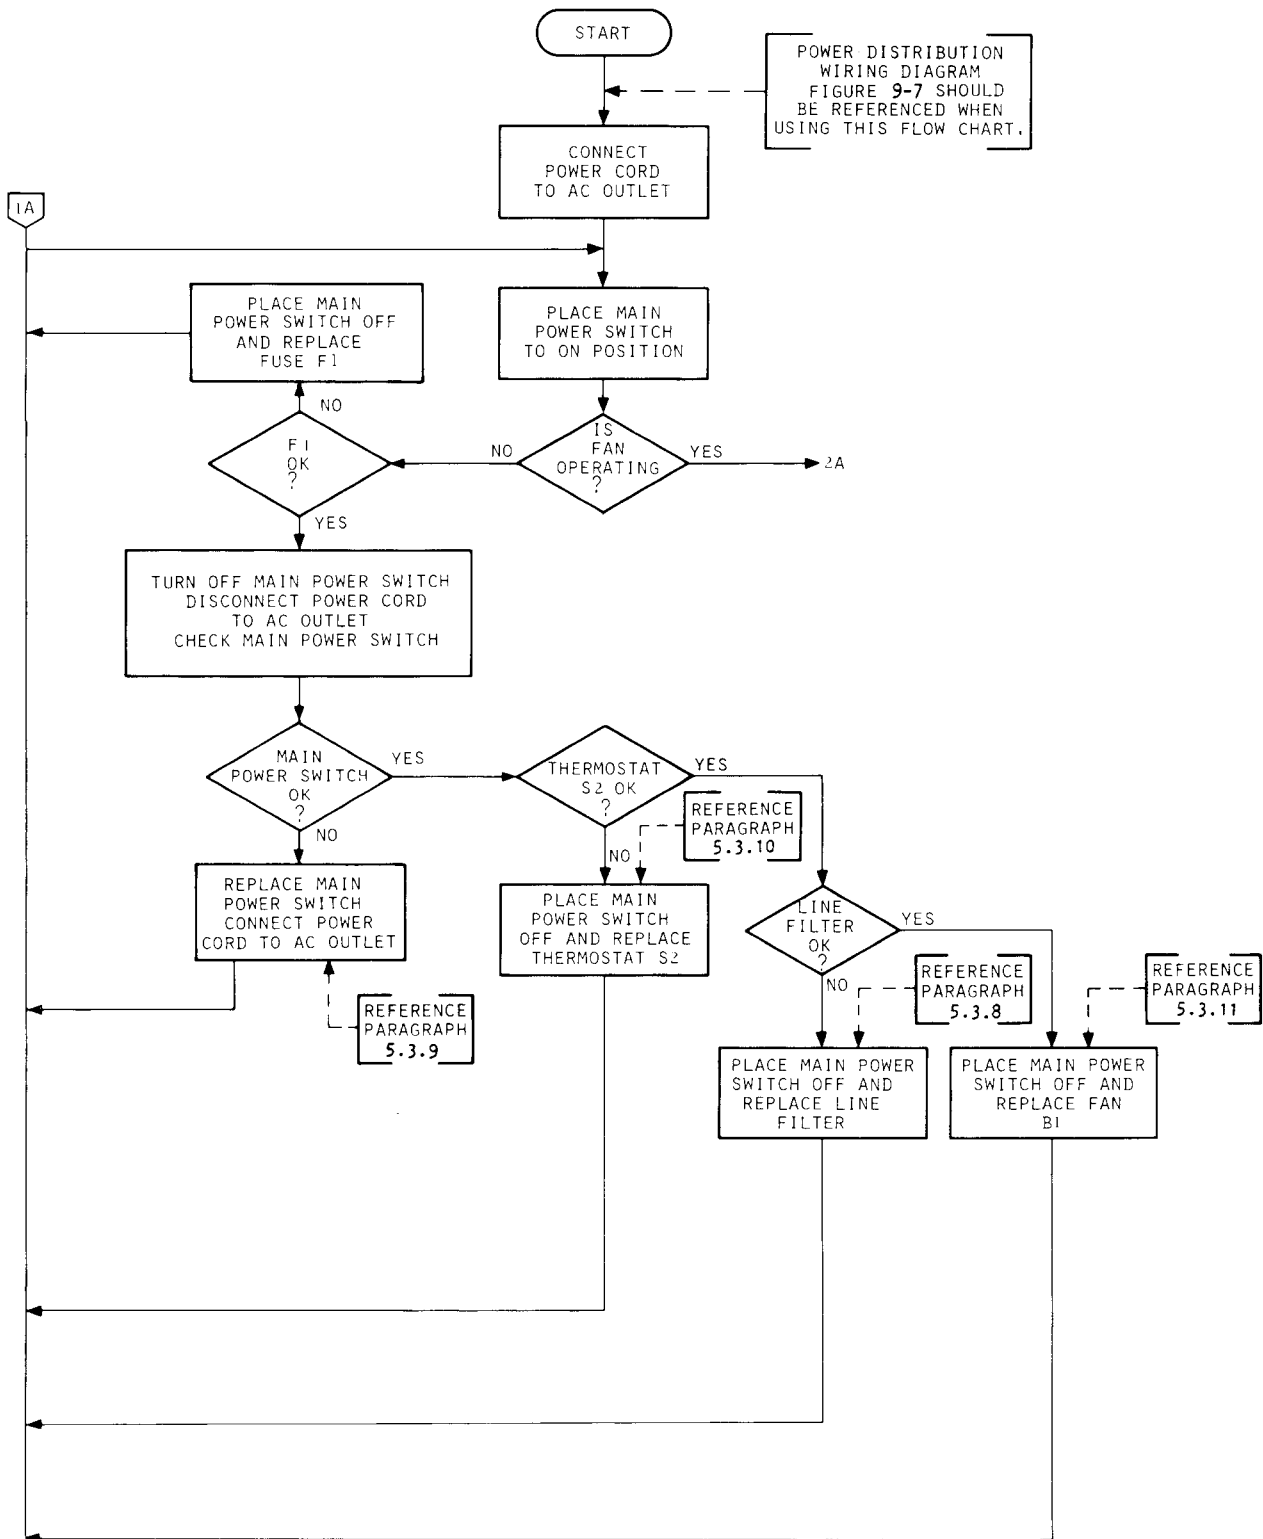 START
POWER DISTRIBUTION
WIRING DIAGRAM
FIGURE 9-7 SHOULD
BE REFERENCED WHEN
USING THIS FLOW CHART.
CONNECT
POWER CORD
TO AC OUTLET
1A
PLACE MAIN
POWER SWITCH OFF
AND REPLACE
FUSE F1
PLACE MAIN
POWER SWITCH
TO ON POSITION
NO
F1
OK
?
NO
IS
FAN
OPERATING
?
YES
2A
YES
TURN OFF MAIN POWER SWITCH
DISCONNECT POWER CORD
TO AC OUTLET
CHECK MAIN POWER SWITCH
MAIN
POWER SWITCH
OK
?
YES
THERMOSTAT
S2 OK
?
YES
REFERENCE
PARAGRAPH
5.3.10
NO
NO
REPLACE MAIN
POWER SWITCH
CONNECT POWER
CORD TO AC OUTLET
PLACE MAIN
POWER SWITCH
OFF AND REPLACE
THERMOSTAT S2
LINE
FILTER
OK
?
YES
NO
REFERENCE
PARAGRAPH
5.3.9
REFERENCE
PARAGRAPH
5.3.8
REFERENCE
PARAGRAPH
5.3.11
PLACE MAIN POWER
SWITCH OFF AND
REPLACE LINE
FILTER
PLACE MAIN POWER
SWITCH OFF AND
REPLACE FAN
B1